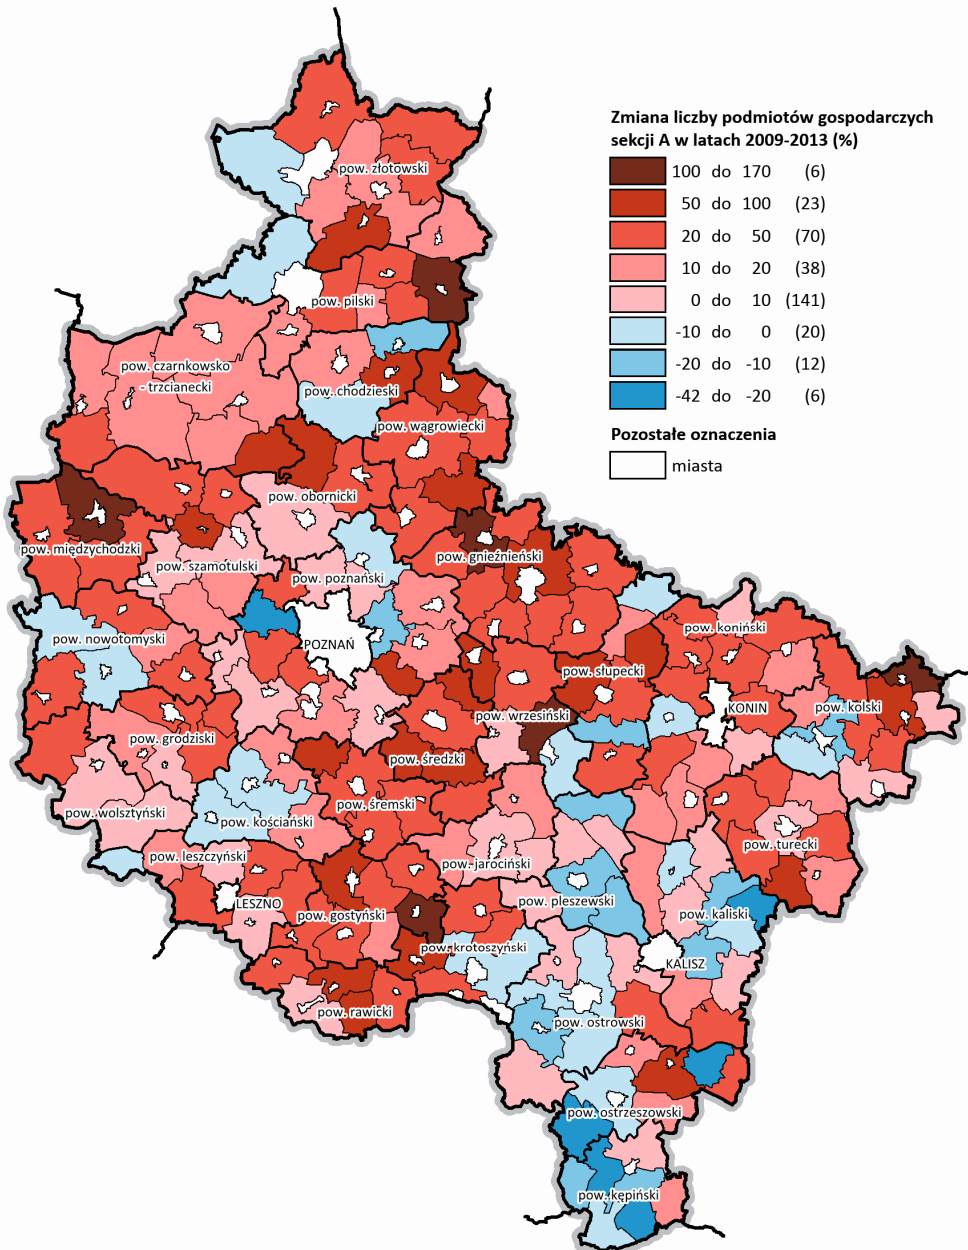 Zmiana liczby podmiotów gospodarczych
sekcji A w latach 2009-2013 (%)
100 do 170 (6)
50 do 100 (23)
20 do 50 (70)
10 do 20 (38)
0 do 10 (141)
-10 do 0 (20)
-20 do -10 (12)
-42 do -20 (6)
Pozostałe oznaczenia
miasta
pow. złotowski
pow. pilski
pow. czarnkowsko
- trzcianecki
pow. chodzieski
pow. wągrowiecki
pow. obornicki
pow. międzychodzki
pow. szamotulski
pow. gnieźnieński
pow. poznański
pow. nowotomyski
POZNAŃ
pow. koniński
pow. słupecki
pow. wrzesiński
KONIN
pow. kolski
pow. grodziski
pow. średzki
pow. śremski
pow. wolsztyński
pow. kościański
pow. turecki
pow. leszczyński
pow. jarociński
LESZNO
pow. gostyński
pow. pleszewski
pow. kaliski
pow. krotoszyński
KALISZ
pow. rawicki
pow. ostrowski
pow. ostrzeszowski
pow. kępiński